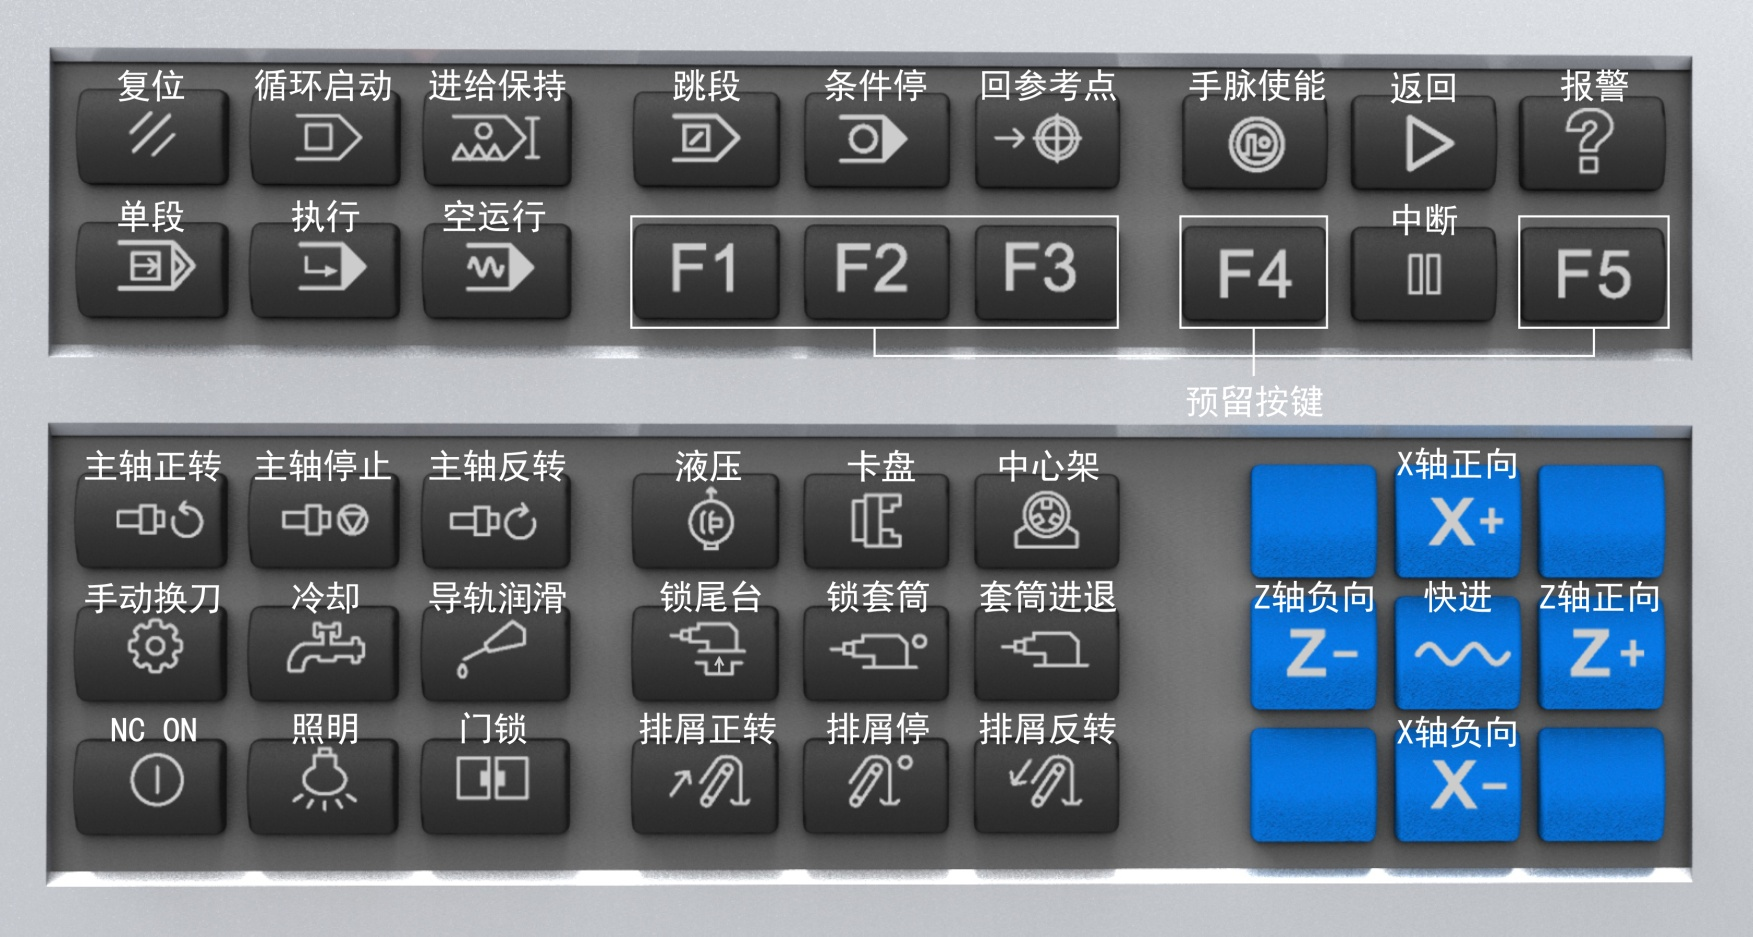 复位 循环启动 进给保持 跳段 条件停 回参考点 手脉使能 返回 报警
单段 执行 空运行 中断
F1 F2 F3 F4 F5
预留按键
主轴正转 主轴停止 主轴反转 液压 卡盘 中心架 X轴正向
X+
手动换刀 冷却 导轨润滑 锁尾台 锁套筒 套筒进退 Z轴负向 快进 Z轴正向
Z- Z+
NC ON 照明 门锁 排屑正转 排屑停 排屑反转 X轴负向
X-